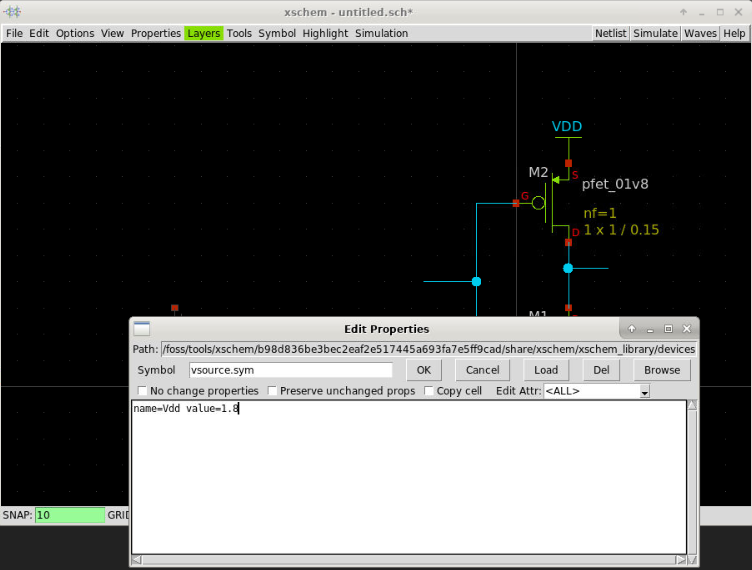 xschem - untitled.sch*
File Edit Options View Properties Layers Tools Symbol Highlight Simulation Netlist Simulate Waves Help
VDD
M2
S
pfet_01v8
G
nf=1
D
1 x 1 / 0.15
M1
Edit Properties
Path: /foss/tools/xschem/b98d836be3bec2eaf2e517445a693fa7e5ff9cad/share/xschem/xschem_library/devices
Symbol vsource.sym OK Cancel Load Del Browse
No change properties Preserve unchanged props Copy cell Edit Attr: <ALL>
name=Vdd value=1.8
SNAP: 10 GRID